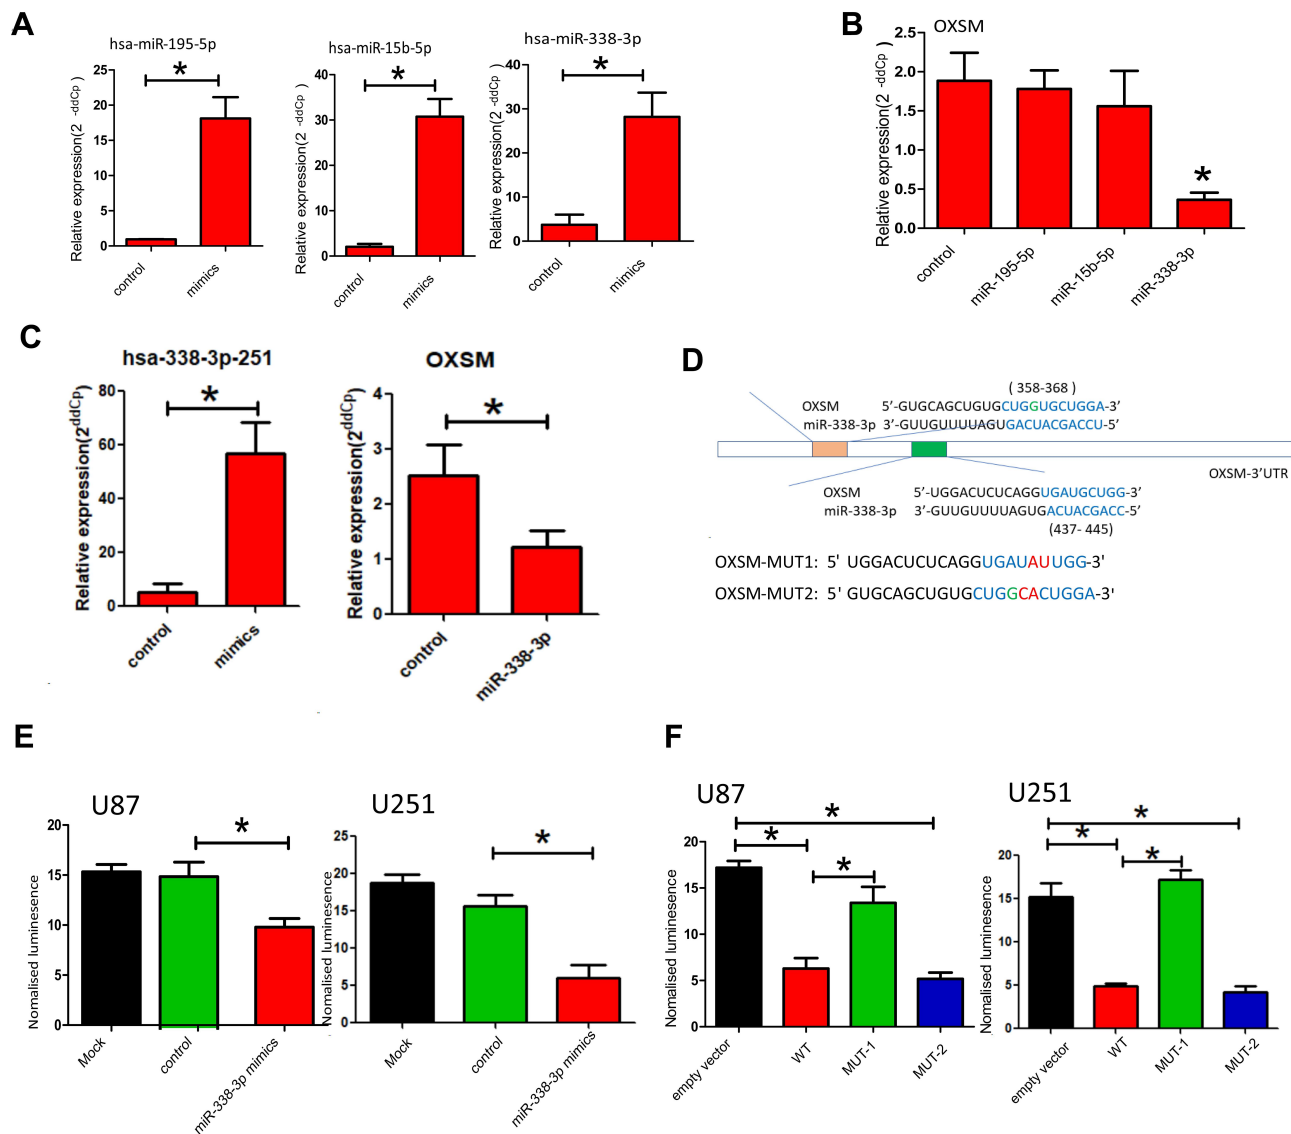 A
hsa-miR-195-5p
hsa-miR-15b-5p
hsa-miR-338-3p
Relative expression(2 -ddCp )
25
20
15
10
5
0
*
control
mimics
Relative expression(2 -ddCp )
40
30
20
10
0
*
control
mimics
Relative expression(2 -ddCp )
40
30
20
10
0
*
control
mimics
B
OXSM
Relative expression(2 -ddCp )
2.5
2.0
1.5
1.0
0.5
0.0
*
control
miR-195-5p
miR-15b-5p
miR-338-3p
C
hsa-338-3p-251
Relative expression(2ddCp)
80
60
40
20
0
*
control
mimics
OXSM
Relative expression(2ddCp)
4
3
2
1
0
*
control
miR-338-3p
D
( 358-368 )
OXSM 5'-GUGCAGCUGUGCUGGUGCUGGA-3'
miR-338-3p 3'-GUUGUUUUAGUGACUACGACCU-5'
OXSM-3'UTR
OXSM 5'-UGGACUCUCAGGUGAUGCUGG-3'
miR-338-3p 3'-GUUGUUUUAGUGACUACGACC-5'
(437- 445)
OXSM-MUT1: 5' UGGACUCUCAGGUGAUAUUGG-3'
OXSM-MUT2: 5' GUGCAGCUGUGCUGGCACUGGA-3'
E
U87
Nomalised luminesence
20
15
10
5
0
*
Mock
control
miR-338-3p mimics
U251
Nomalised luminesence
25
20
15
10
5
0
*
Mock
control
miR-338-3p mimics
F
U87
Nomalised luminesence
20
15
10
5
0
*
*
*
empty vector
WT
MUT-1
MUT-2
U251
Nomalised luminesence
20
15
10
5
0
*
*
*
empty vector
WT
MUT-1
MUT-2